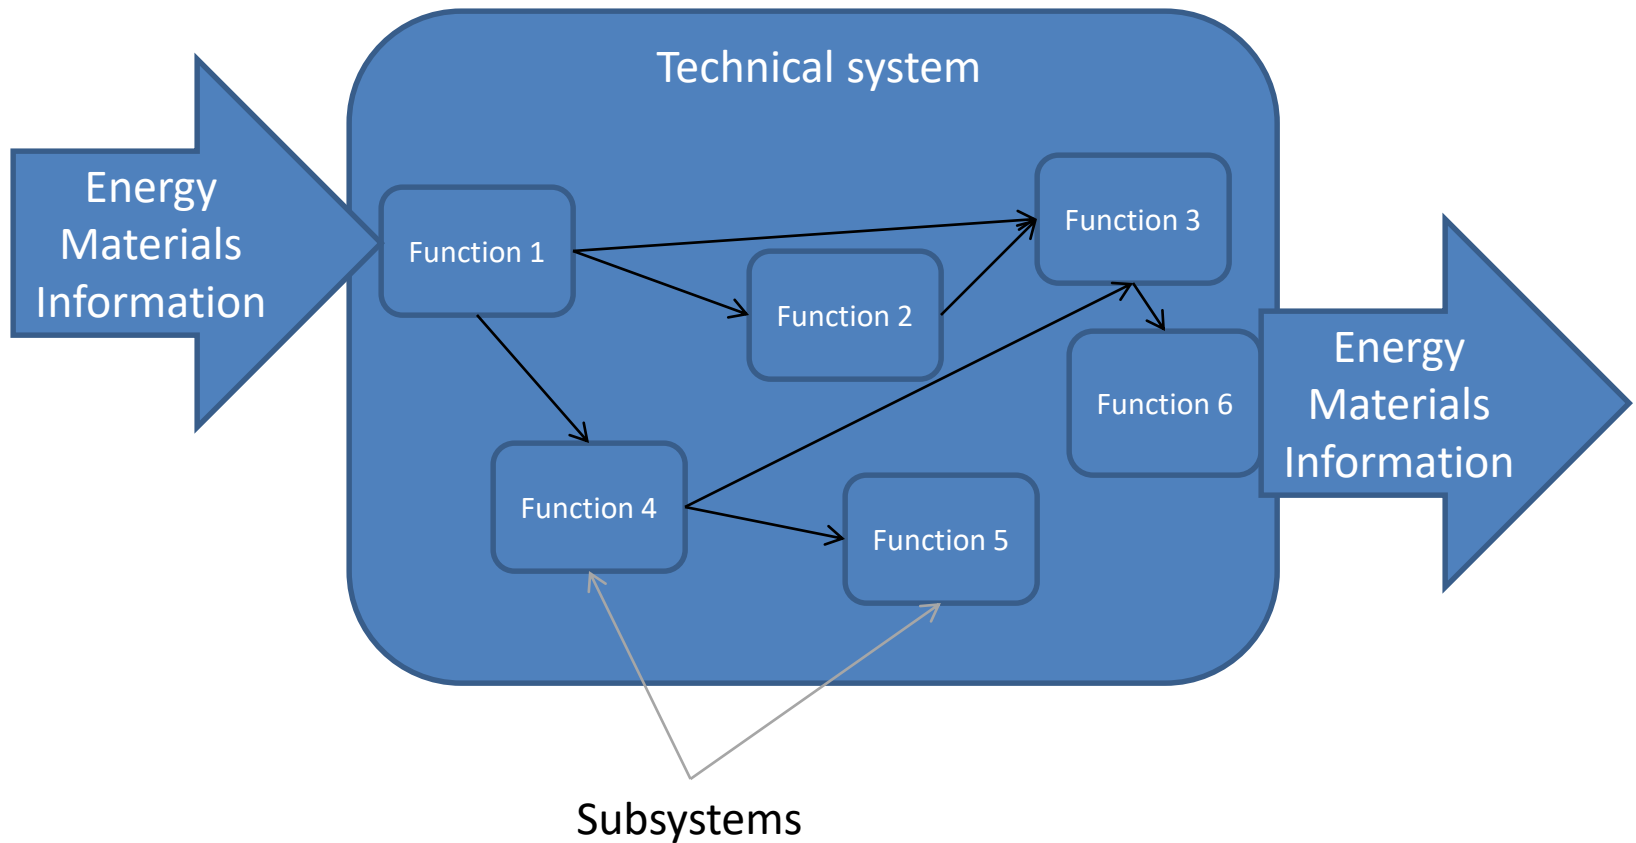 Technical system
Energy
Materials
Information
Function 1
Function 2
Function 3
Function 4
Function 5
Function 6
Energy
Materials
Information
Subsystems